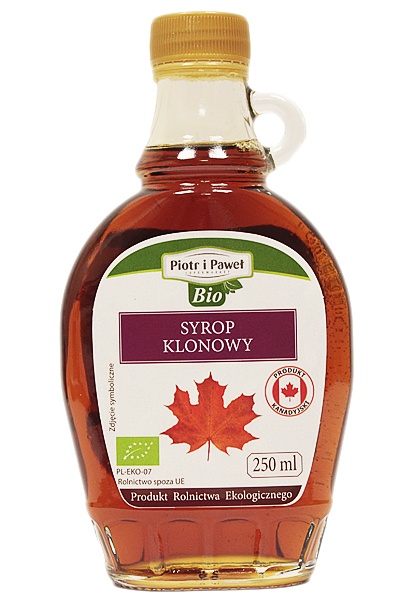 Piotr i Paweł
SUPERMARKET
Bio
SYROP
KLONOWY
Zdjęcie symboliczne
PRODUKT
KANADYJSKI
PL-EKO-07
Rolnictwo spoza UE
250 ml
Produkt Rolnictwa Ekologicznego